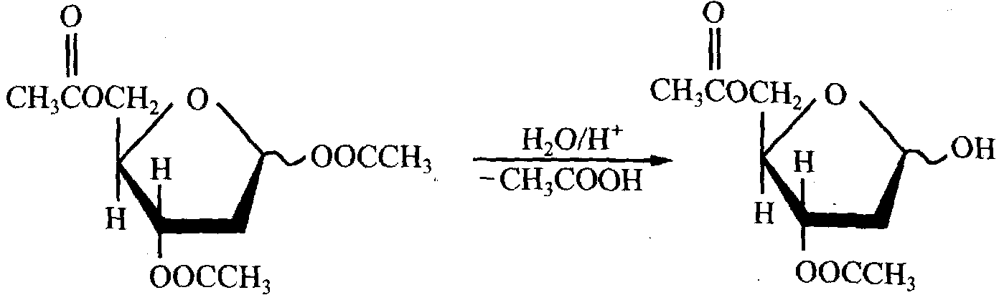 O
CH₃COCH₂
O
H
OOCCH₃
H
OOCCH₃
H₂O/H⁺
−CH₃COOH
O
CH₃COCH₂
O
H
OH
H
OOCCH₃